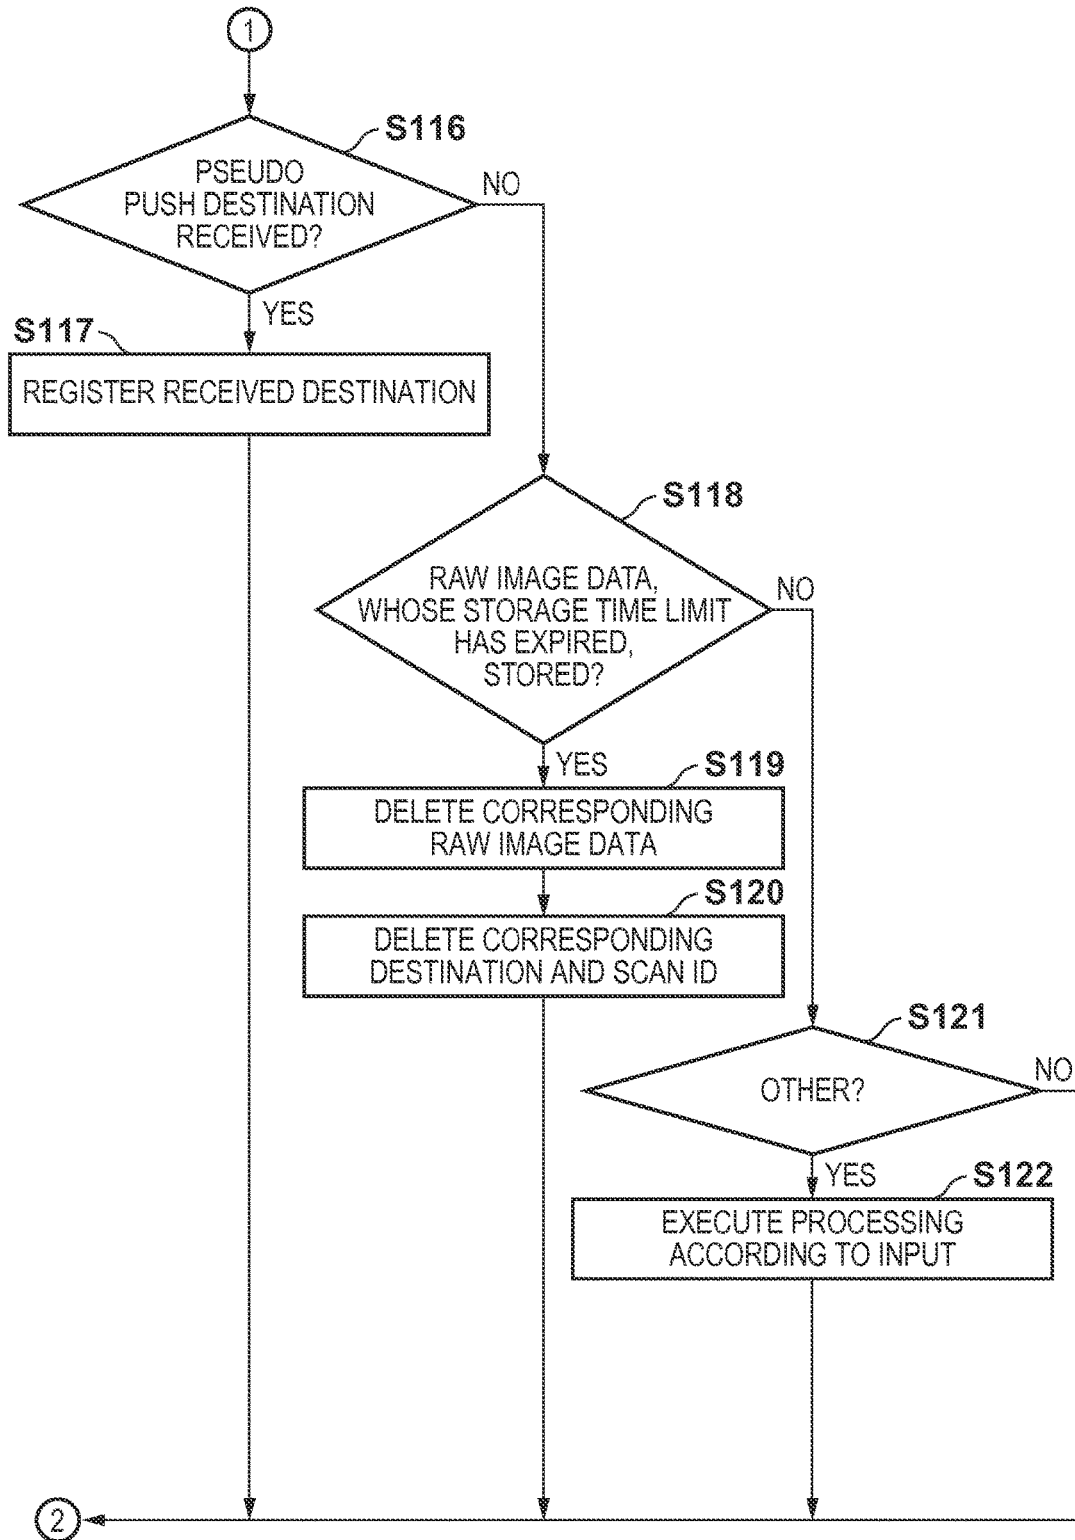 1
S116
PSEUDO
PUSH DESTINATION
RECEIVED?
NO
YES
S117
REGISTER RECEIVED DESTINATION
S118
RAW IMAGE DATA,
WHOSE STORAGE TIME LIMIT
HAS EXPIRED,
STORED?
NO
YES
S119
DELETE CORRESPONDING
RAW IMAGE DATA
S120
DELETE CORRESPONDING
DESTINATION AND SCAN ID
S121
OTHER?
NO
YES
S122
EXECUTE PROCESSING
ACCORDING TO INPUT
2